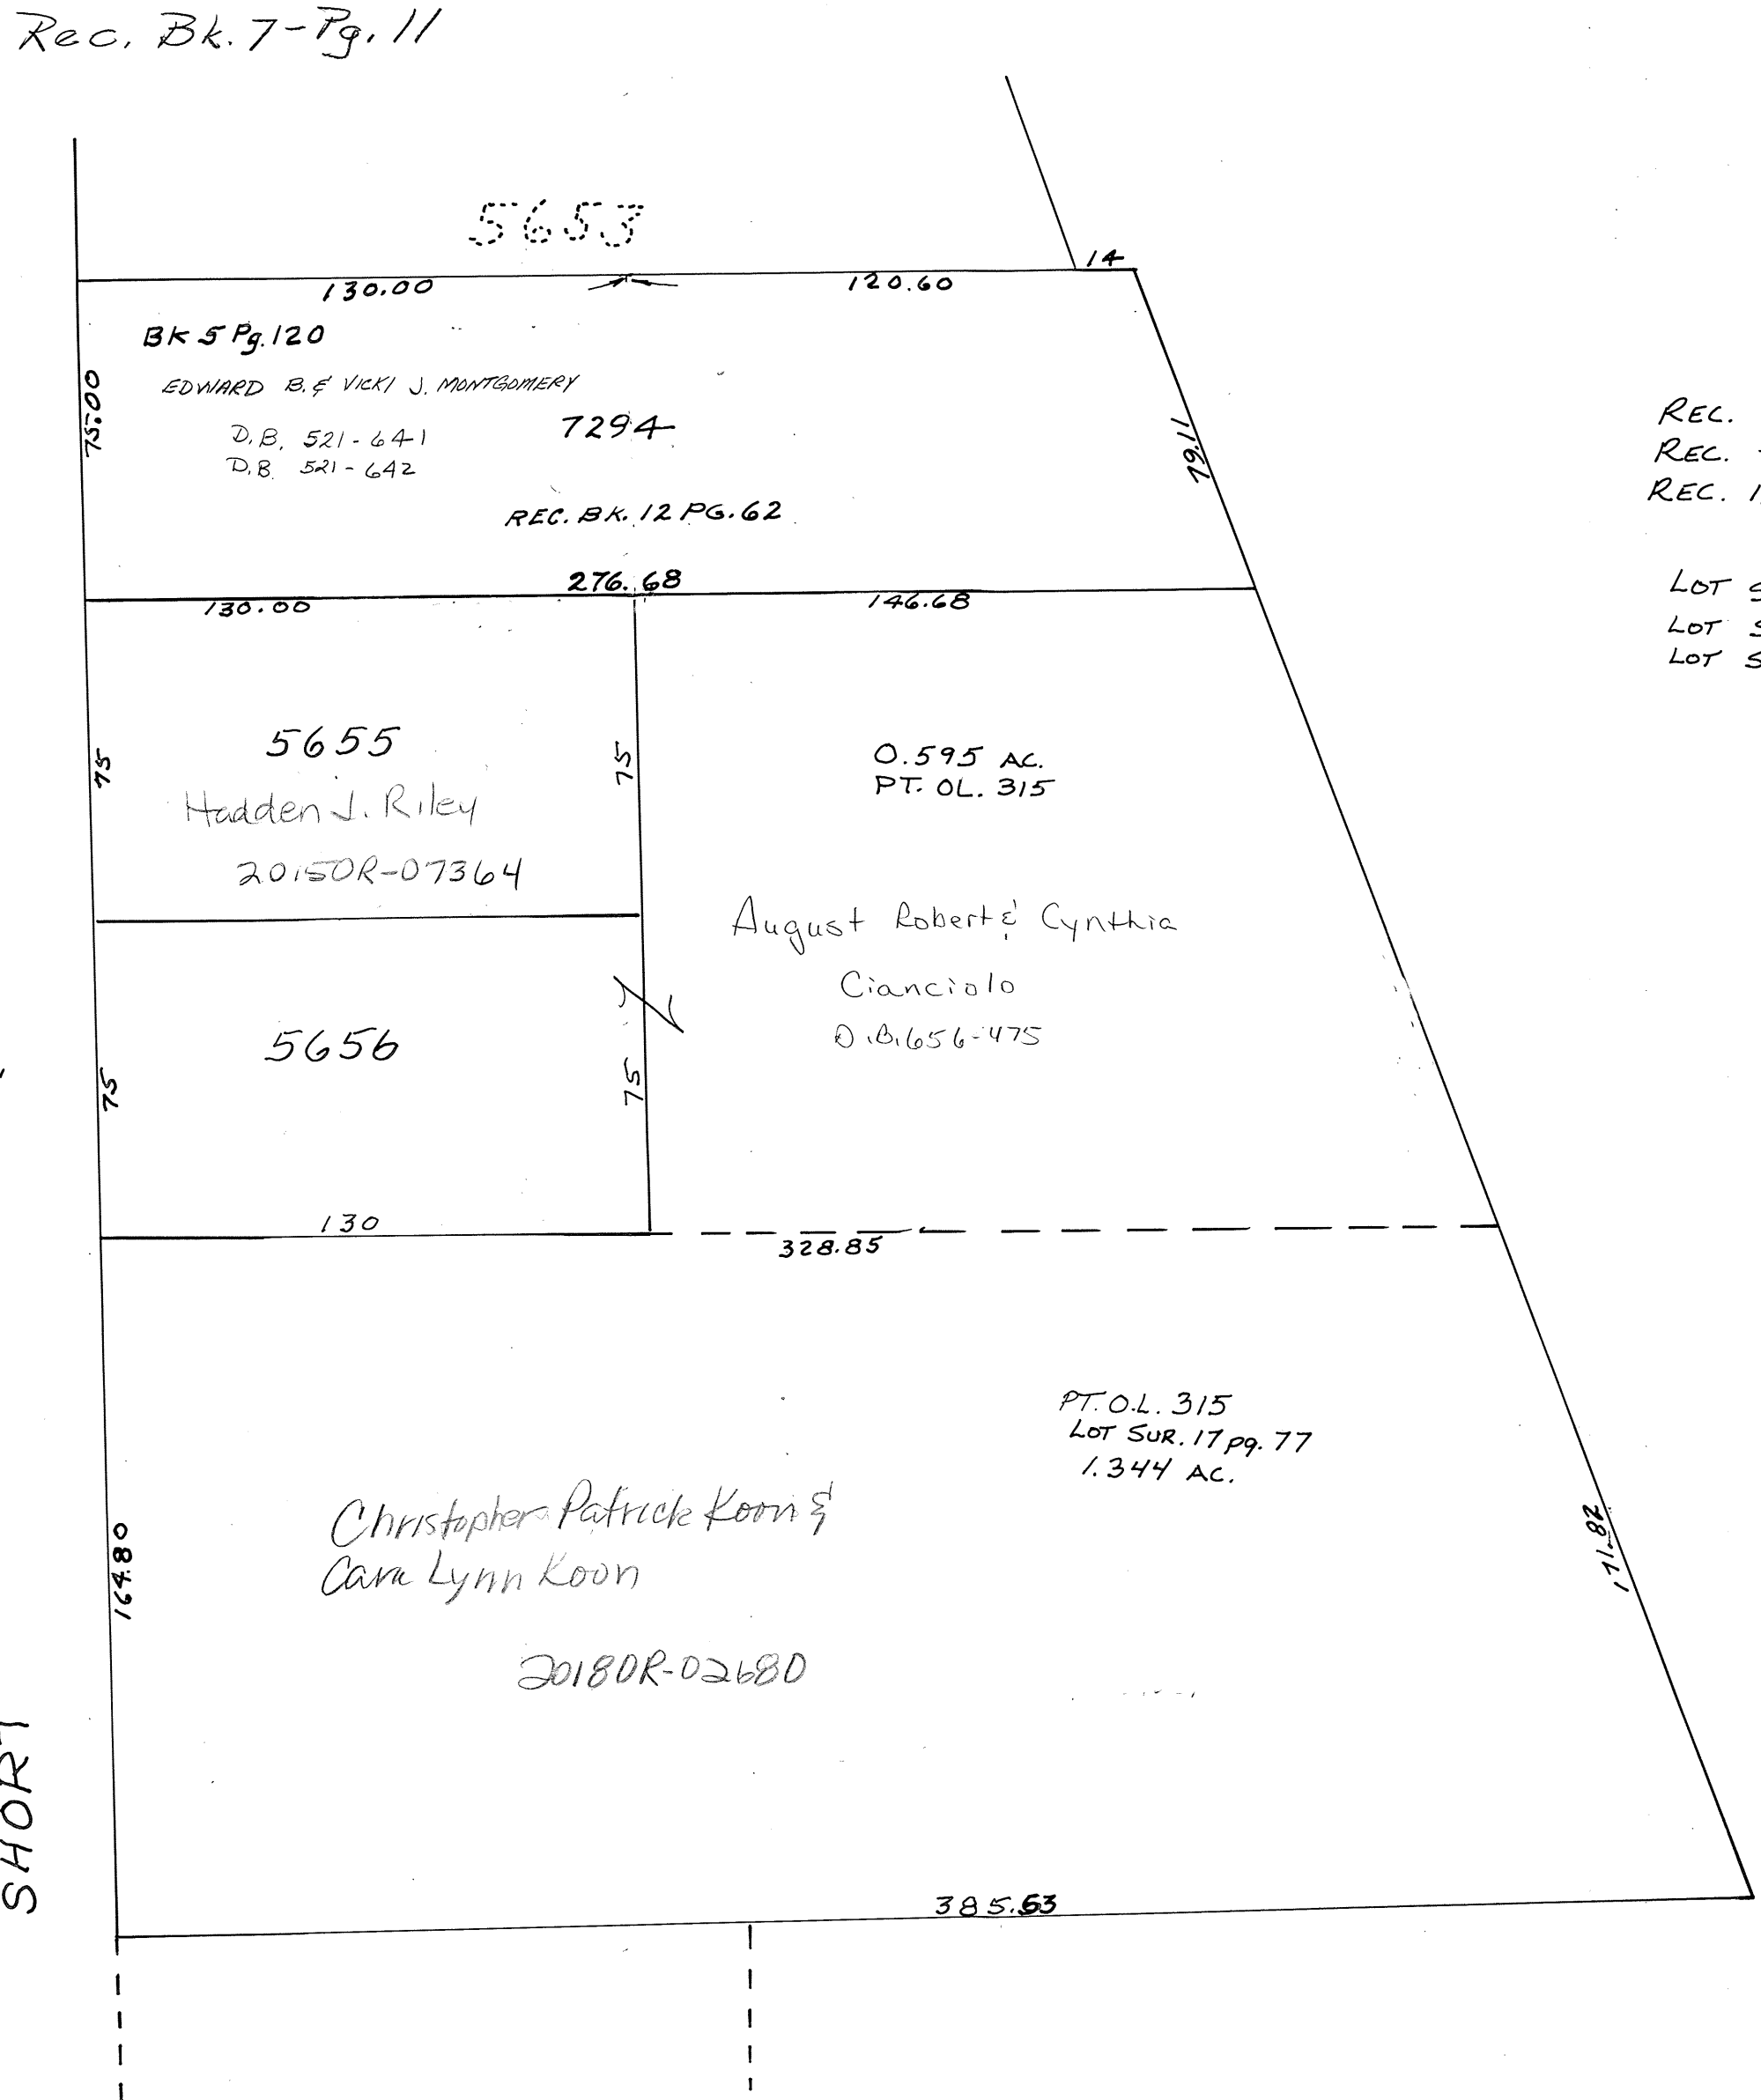 Rec. Bk. 7-Pg. 11
5653
14
130.00
120.60
BK 5 Pg. 120
75.00
EDWARD B. & VICKI J. MONTGOMERY
7294
D.B. 521-641
D.B. 521-642
79.11
REC. BK. 12 PG. 62
REC.
REC.
REC. 1
276.68
130.00
146.68
LOT S
LOT S
LOT S
5655
75
75
0.595 AC.
PT. OL. 315
Hadden J. Riley
2015OR-07364
August Robert & Cynthia
Cianciolo
D.B. 656-475
5656
75
75
130
328.85
PT. O.L. 315
LOT SUR. 17 pg. 77
1.344 AC.
Christopher Patrick Koon &
Cara Lynn Koon
164.80
171.82
2018OR-02680
SHORT
385.53